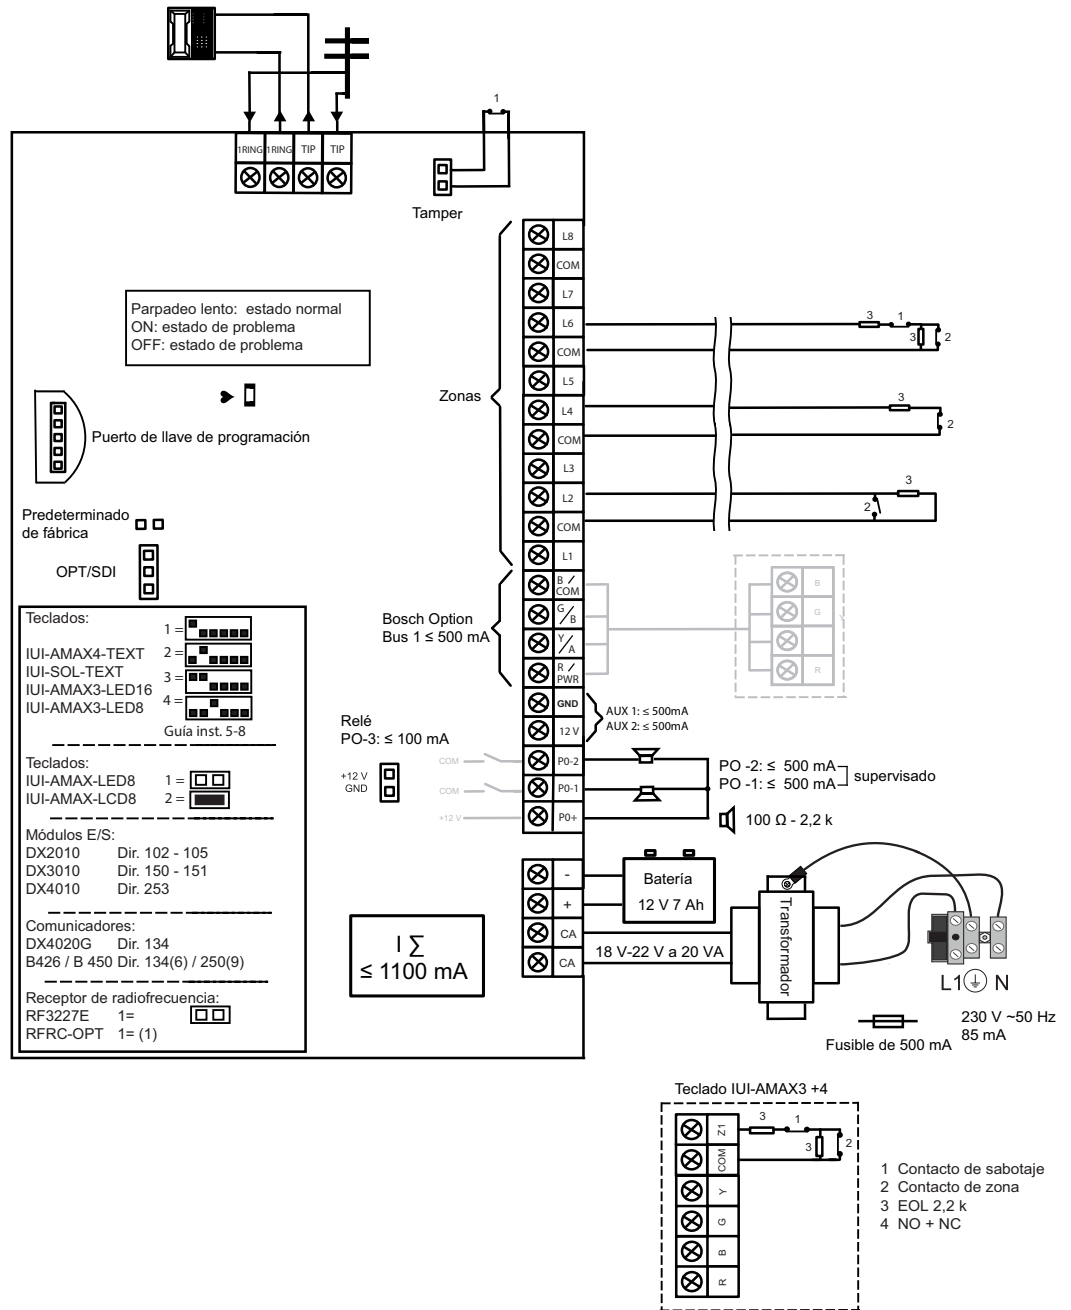 1RING 1RING TIP TIP
1
Tamper
L8
COM
L7
L6
COM
L5
L4
COM
L3
L2
COM
L1
Zonas
3 1
3 2
3
2
3
2
Parpadeo lento: estado normal
ON: estado de problema
OFF: estado de problema
Puerto de llave de programación
Predeterminado
de fábrica
OPT/SDI
B / COM
G / B
Y / A
R / PWR
Bosch Option
Bus 1 ≤ 500 mA
B
G
Y
R
GND
12 V
AUX 1: ≤ 500mA
AUX 2: ≤ 500mA
Relé
PO-3: ≤ 100 mA
+12 V
GND
COM
COM
+12 V
P0-2
P0-1
P0+
PO -2: ≤ 500 mA
PO -1: ≤ 500 mA
supervisado
100 Ω - 2,2 k
Teclados:
1 =
IUI-AMAX4-TEXT 2 =
IUI-SOL-TEXT
IUI-AMAX3-LED16 3 =
IUI-AMAX3-LED8 4 =
Guía inst. 5-8
Teclados:
IUI-AMAX-LED8 1 =
IUI-AMAX-LCD8 2 =
Módulos E/S:
DX2010 Dir. 102 - 105
DX3010 Dir. 150 - 151
DX4010 Dir. 253
Comunicadores:
DX4020G Dir. 134
B426 / B 450 Dir. 134(6) / 250(9)
Receptor de radiofrecuencia:
RF3227E 1=
RFRC-OPT 1= (1)
I Σ
≤ 1100 mA
-
+
CA
CA
Batería
12 V 7 Ah
18 V-22 V a 20 VA
Transformador
L1 N
230 V ~50 Hz
85 mA
Fusible de 500 mA
Teclado IUI-AMAX3 +4
Z1
COM
Y
G
B
R
3 1
3 2
1 Contacto de sabotaje
2 Contacto de zona
3 EOL 2,2 k
4 NO + NC